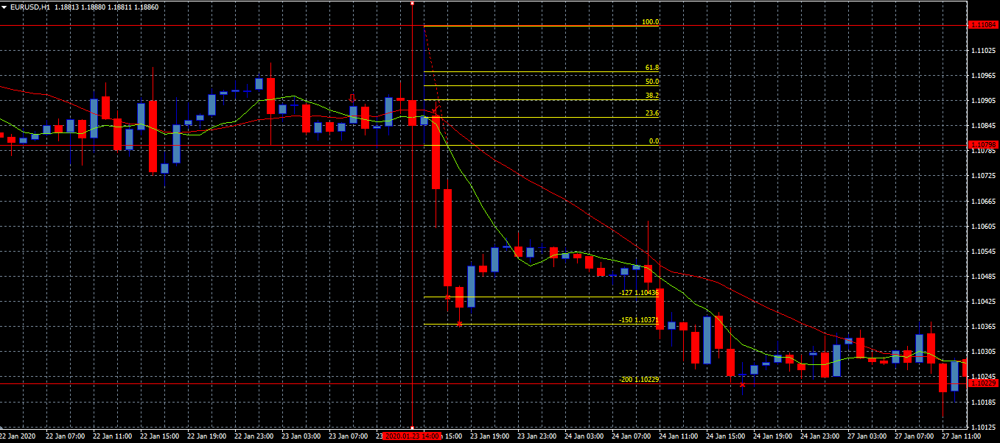 EURUSD,H1 1.18813 1.18880 1.18811 1.18860
100.0
1.11084
1.11025
61.8
1.10965
50.0
38.2
1.10905
23.6
1.10845
0.0
1.10798
1.10785
1.10725
1.10665
1.10605
1.10545
1.10485
-127 1.10436
1.10425
-150 1.10371
1.10365
1.10305
-200 1.10229
1.10245
1.10229
1.10185
1.10125
22 Jan 2020
22 Jan 07:00
22 Jan 11:00
22 Jan 15:00
22 Jan 19:00
22 Jan 23:00
23 Jan 03:00
23 Jan 07:00
23
2020.01.23 14:00
15:00
23 Jan 19:00
23 Jan 23:00
24 Jan 03:00
24 Jan 07:00
24 Jan 11:00
24 Jan 15:00
24 Jan 19:00
24 Jan 23:00
27 Jan 03:00
27 Jan 07:00
27 Jan 11:00